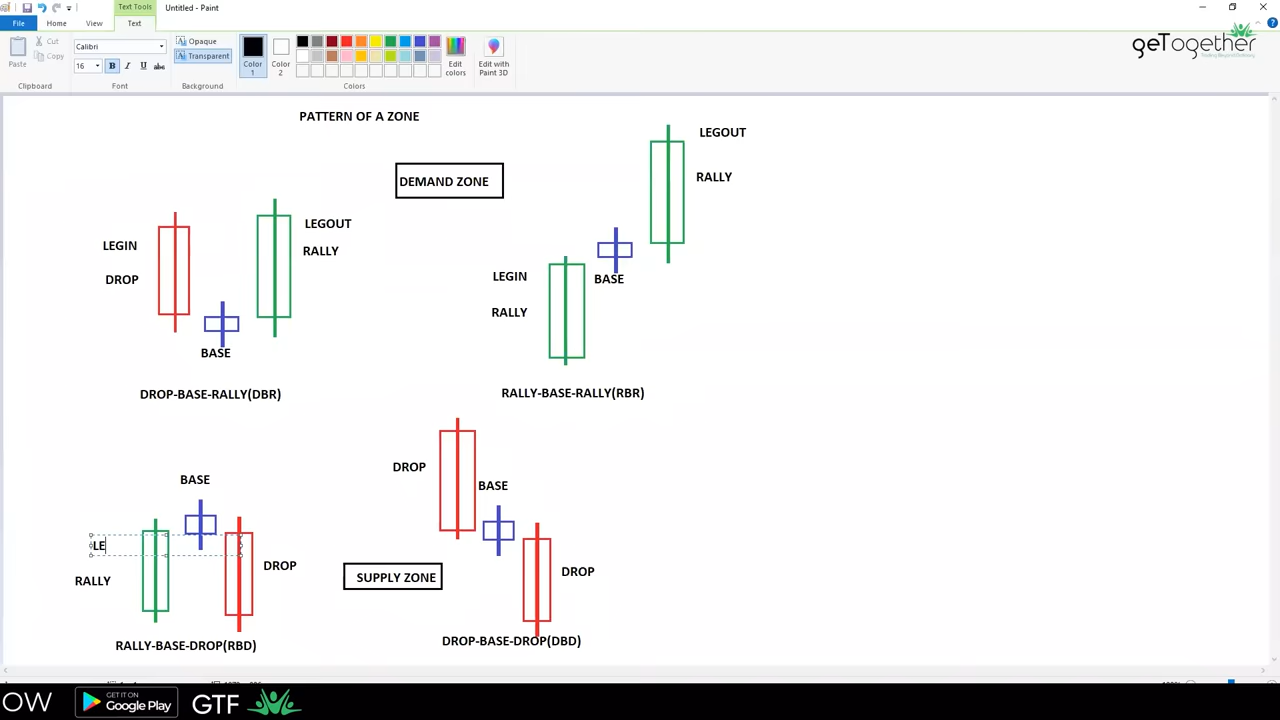 Text Tools
Untitled - Paint
File
Home
View
Text
Paste
Cut
Copy
Clipboard
Calibri
16
B
I
U
abc
Font
Opaque
Transparent
Background
Color 1
Color 2
Edit colors
Edit with Paint 3D
Colors
geTogether
PATTERN OF A ZONE
LEGOUT
DEMAND ZONE
RALLY
LEGOUT
LEGIN
RALLY
DROP
LEGIN
BASE
RALLY
BASE
DROP-BASE-RALLY(DBR)
RALLY-BASE-RALLY(RBR)
DROP
BASE
BASE
LE
DROP
RALLY
SUPPLY ZONE
DROP
RALLY-BASE-DROP(RBD)
DROP-BASE-DROP(DBD)
OW
GET IT ON
Google Play
GTF